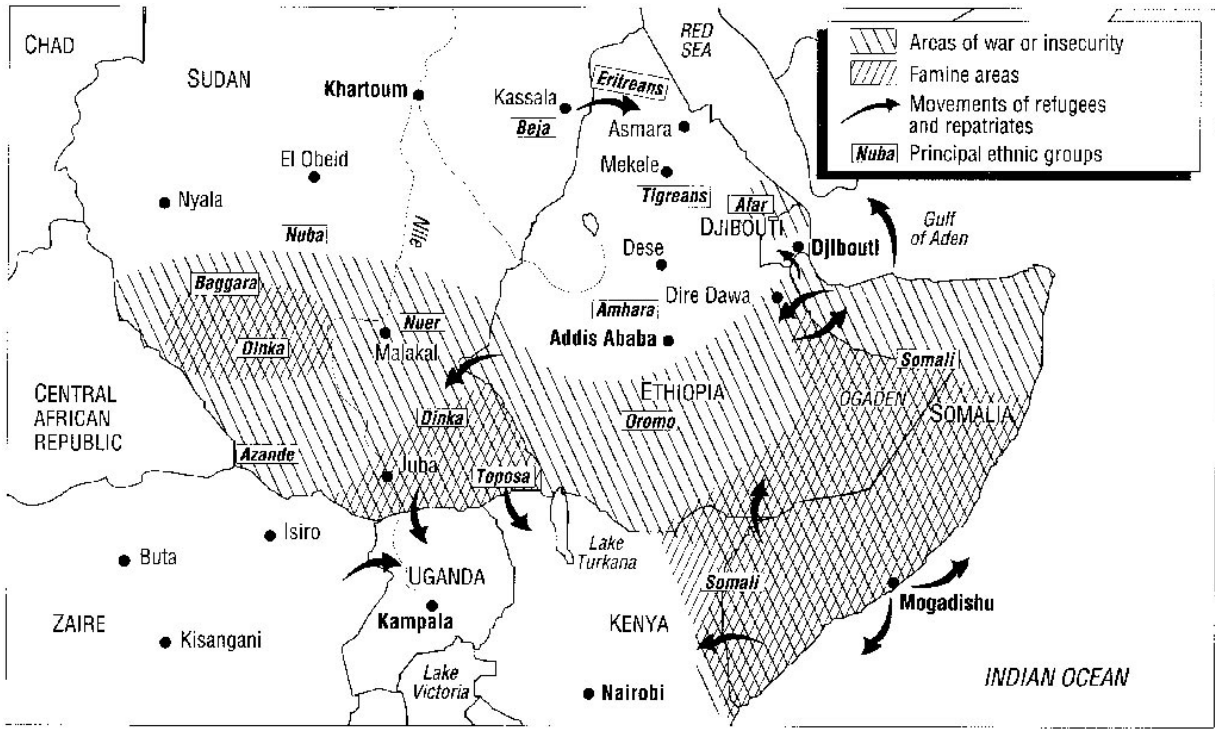 CHAD
SUDAN
Khartoum
Kassala
Beja
Eritreans
RED
SEA
Asmara
Mekele
Tigreans
El Obeid
Nyala
Nuba
Nile
Afar
DJIBOUTI
Djibouti
Gulf
of Aden
Dese
Dire Dawa
Amhara
Addis Ababa
Baggara
Dinka
Nuer
Malakal
CENTRAL
AFRICAN
REPUBLIC
ETHIOPIA
Oromo
OGADEN
Somali
SOMALIA
Dinka
Azande
Juba
Toposa
Isiro
Buta
Lake
Turkana
UGANDA
Kampala
Somali
Mogadishu
ZAIRE
Kisangani
KENYA
Lake
Victoria
Nairobi
INDIAN OCEAN
Areas of war or insecurity
Famine areas
Movements of refugees
and repatriates
Nuba Principal ethnic groups